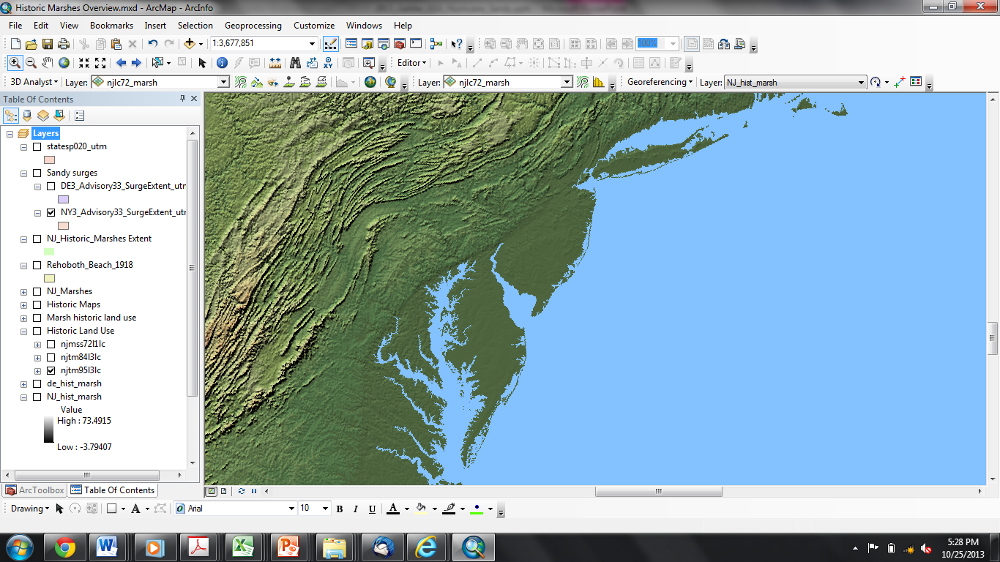 Historic Marshes Overview.mxd - ArcMap - ArcInfo
File Edit View Bookmarks Insert Selection Geoprocessing Customize Windows Help
1:3,677,851 100%
Editor
3D Analyst Layer: njlc72_marsh Layer: njlc72_marsh Georeferencing Layer: NJ_hist_marsh
Table Of Contents
Layers
statesp020_utm
Sandy surges
DE3_Advisory33_SurgeExtent_utr
NY3_Advisory33_SurgeExtent_utr
NJ_Historic_Marshes Extent
Rehoboth_Beach_1918
NJ_Marshes
Historic Maps
Marsh historic land use
Historic Land Use
njmss72l1lc
njtm84l3lc
njtm95l3lc
de_hist_marsh
NJ_hist_marsh
Value
High : 73.4915
Low : -3.79407
ArcToolbox Table Of Contents
Drawing A Arial 10 B I U A
5:28 PM
10/25/2013